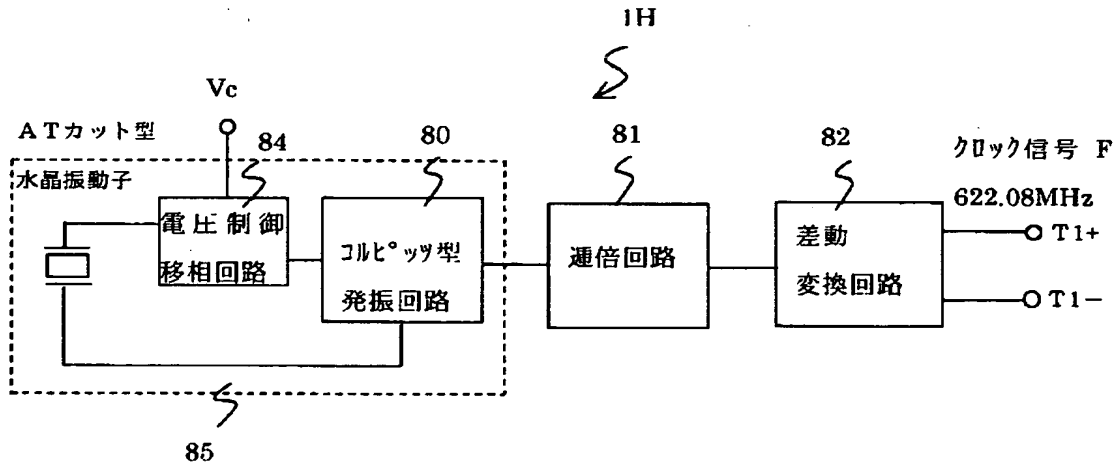 1H
Vc
ATカット型
84
80
81
82
クロック信号 F
水晶振動子
622.08MHz
電圧制御
移相回路
コルピッツ型
発振回路
逓倍回路
差動
変換回路
T1+
T1−
85